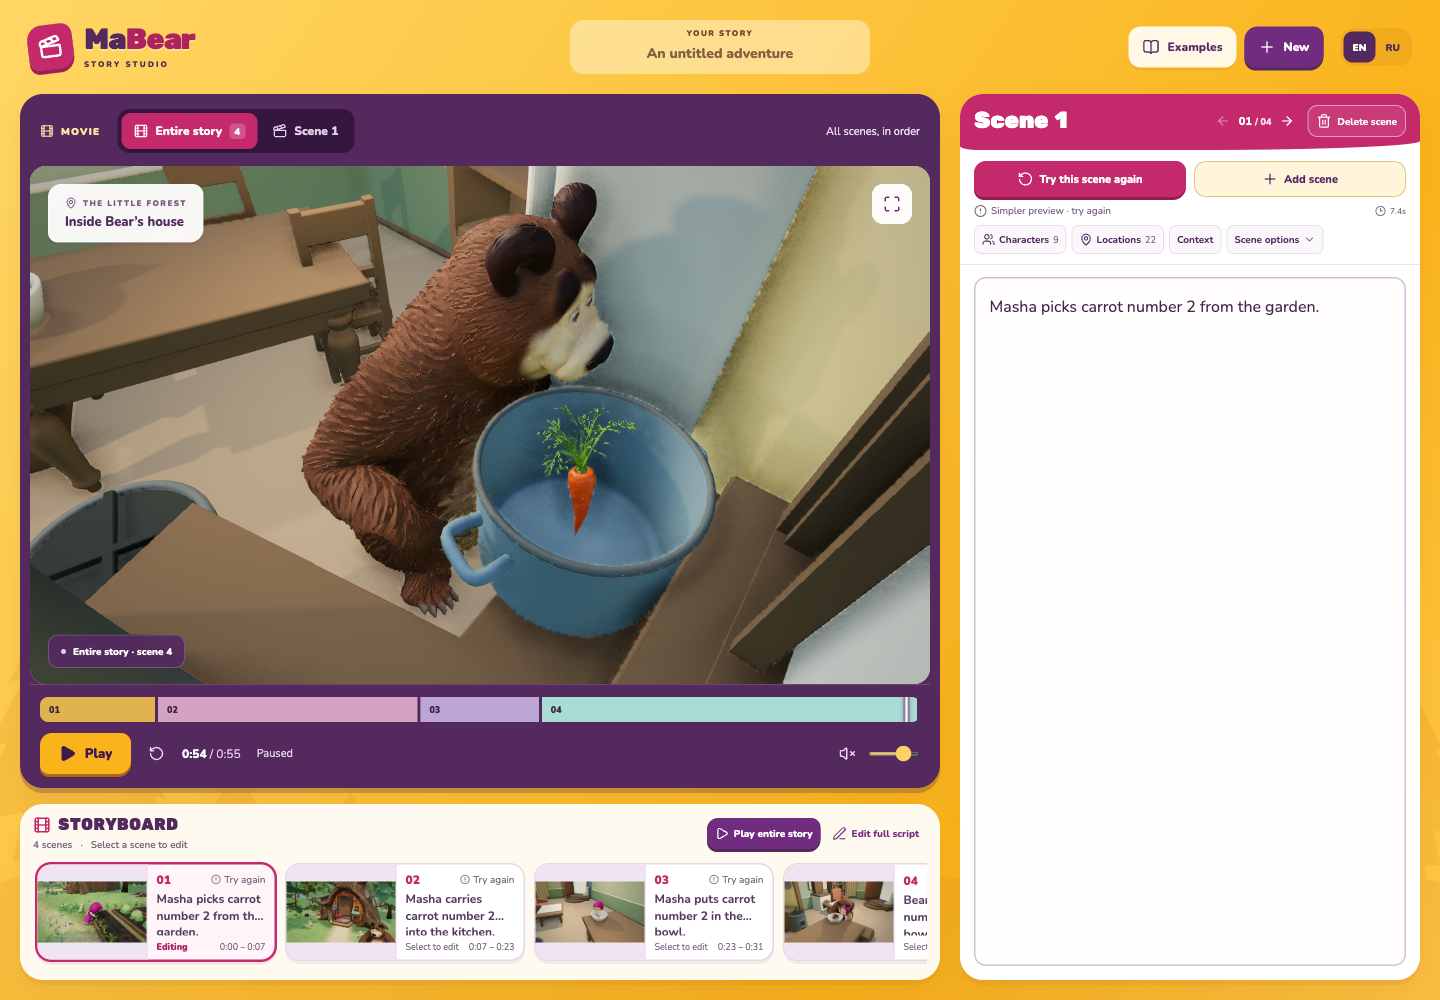 MaBear
STORY STUDIO
YOUR STORY
An untitled adventure
Examples
New
EN
RU
MOVIE
Entire story 4
Scene 1
All scenes, in order
THE LITTLE FOREST
Inside Bear's house
Entire story · scene 4
01
02
03
04
Play
0:54 / 0:55
Paused
STORYBOARD
4 scenes · Select a scene to edit
Play entire story
Edit full script
01
Try again
Masha picks carrot
number 2 from th...
garden.
Editing
0:00 – 0:07
02
Try again
Masha carries
carrot number 2...
into the kitchen.
Select to edit
0:07 – 0:23
03
Try again
Masha puts carrot
number 2 in the...
bowl.
Select to edit
0:23 – 0:31
04
Bear
num
bow
Select
Scene 1
01 / 04
Delete scene
Try this scene again
Add scene
Simpler preview · try again
7.4s
Characters 9
Locations 22
Context
Scene options
Masha picks carrot number 2 from the garden.